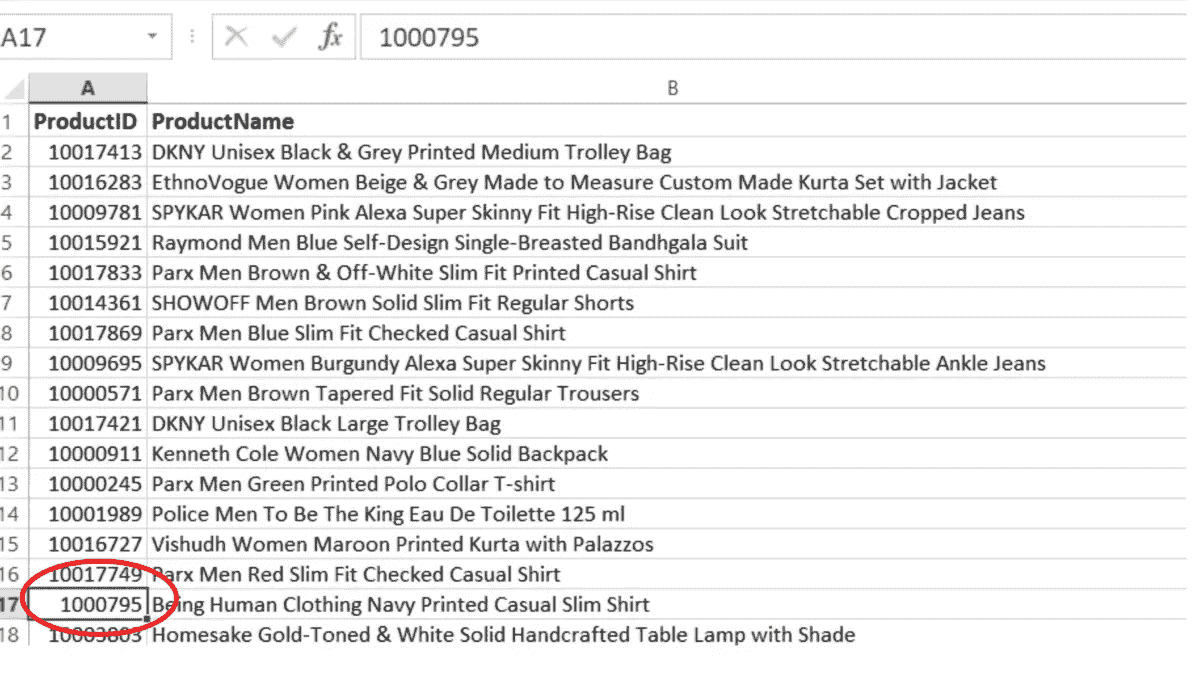 A17 fx 1000795
A B
1 ProductID ProductName
2 10017413 DKNY Unisex Black & Grey Printed Medium Trolley Bag
3 10016283 EthnoVogue Women Beige & Grey Made to Measure Custom Made Kurta Set with Jacket
4 10009781 SPYKAR Women Pink Alexa Super Skinny Fit High-Rise Clean Look Stretchable Cropped Jeans
5 10015921 Raymond Men Blue Self-Design Single-Breasted Bandhgala Suit
6 10017833 Parx Men Brown & Off-White Slim Fit Printed Casual Shirt
7 10014361 SHOWOFF Men Brown Solid Slim Fit Regular Shorts
8 10017869 Parx Men Blue Slim Fit Checked Casual Shirt
9 10009695 SPYKAR Women Burgundy Alexa Super Skinny Fit High-Rise Clean Look Stretchable Ankle Jeans
10 10000571 Parx Men Brown Tapered Fit Solid Regular Trousers
11 10017421 DKNY Unisex Black Large Trolley Bag
12 10000911 Kenneth Cole Women Navy Blue Solid Backpack
13 10000245 Parx Men Green Printed Polo Collar T-shirt
14 10001989 Police Men To Be The King Eau De Toilette 125 ml
15 10016727 Vishudh Women Maroon Printed Kurta with Palazzos
16 10017749 Parx Men Red Slim Fit Checked Casual Shirt
17 1000795 Being Human Clothing Navy Printed Casual Slim Shirt
18 10003803 Homesake Gold-Toned & White Solid Handcrafted Table Lamp with Shade